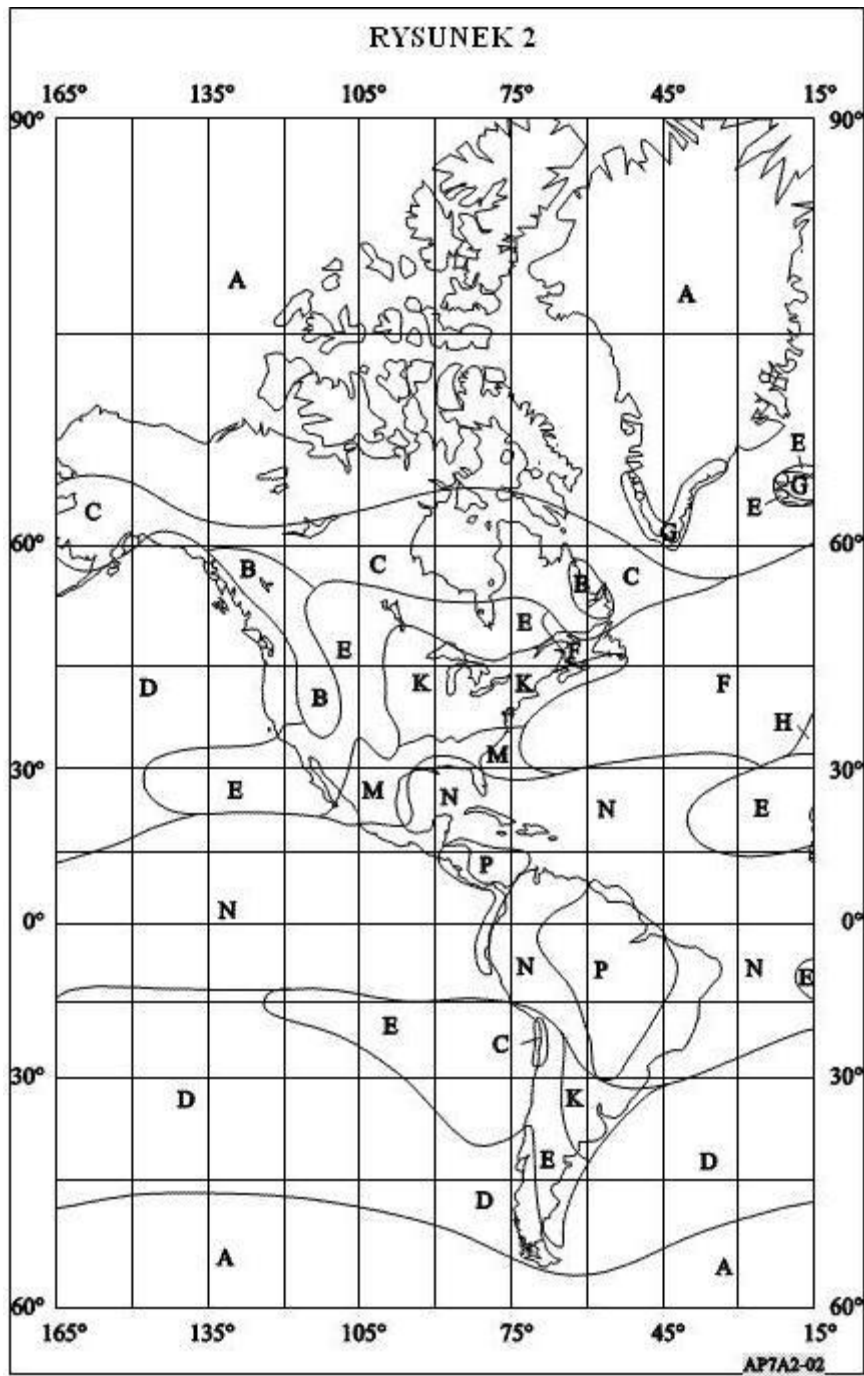 RYSUNEK 2
165° 135° 105° 75° 45° 15°
90° 90°
A A
E
G
E
C G
60° 60°
B C B C
E E F
E K K F
D B
H
M
30° 30°
E M N N E
P
N
0° 0°
N P N E
E
C
30° 30°
D K
E D
D
A A
60° 60°
165° 135° 105° 75° 45° 15°
AP7A2-02